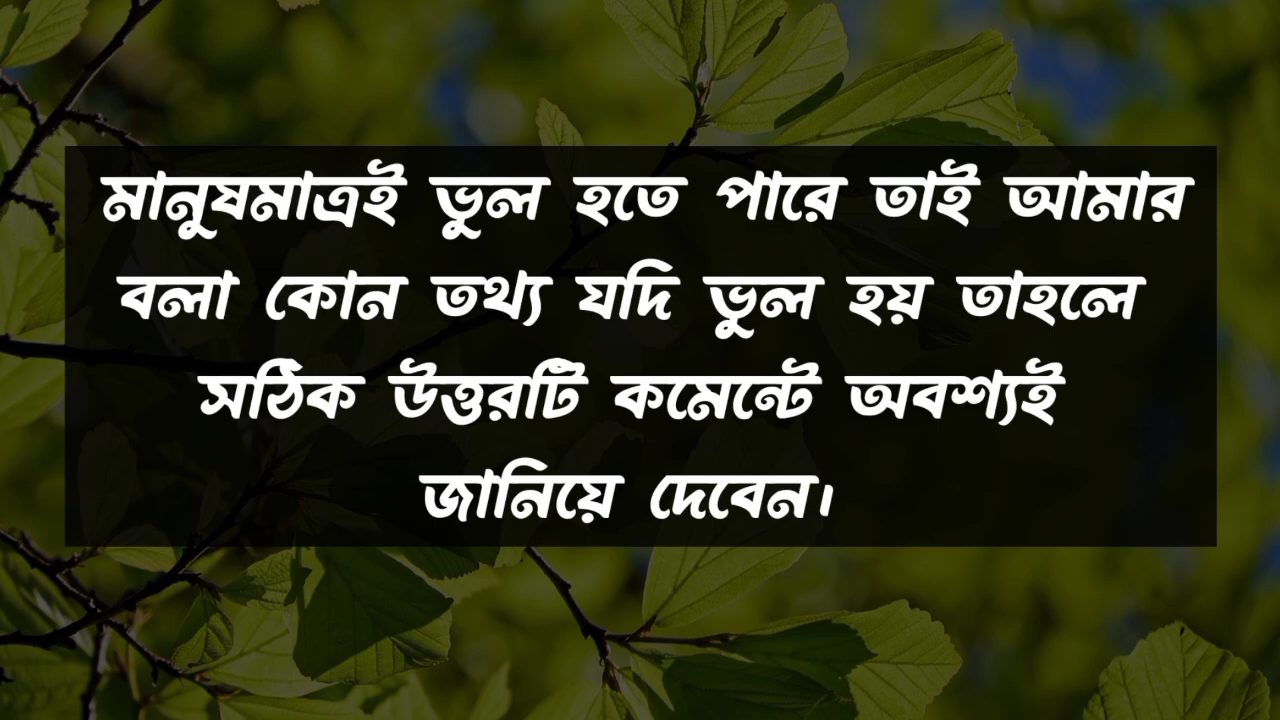 মানুষমাত্রই ভুল হতে পারে তাই আমার
বলা কোন তথ্য যদি ভুল হয় তাহলে
সঠিক উত্তরটি কমেন্টে অবশ্যই
জানিয়ে দেবেন।